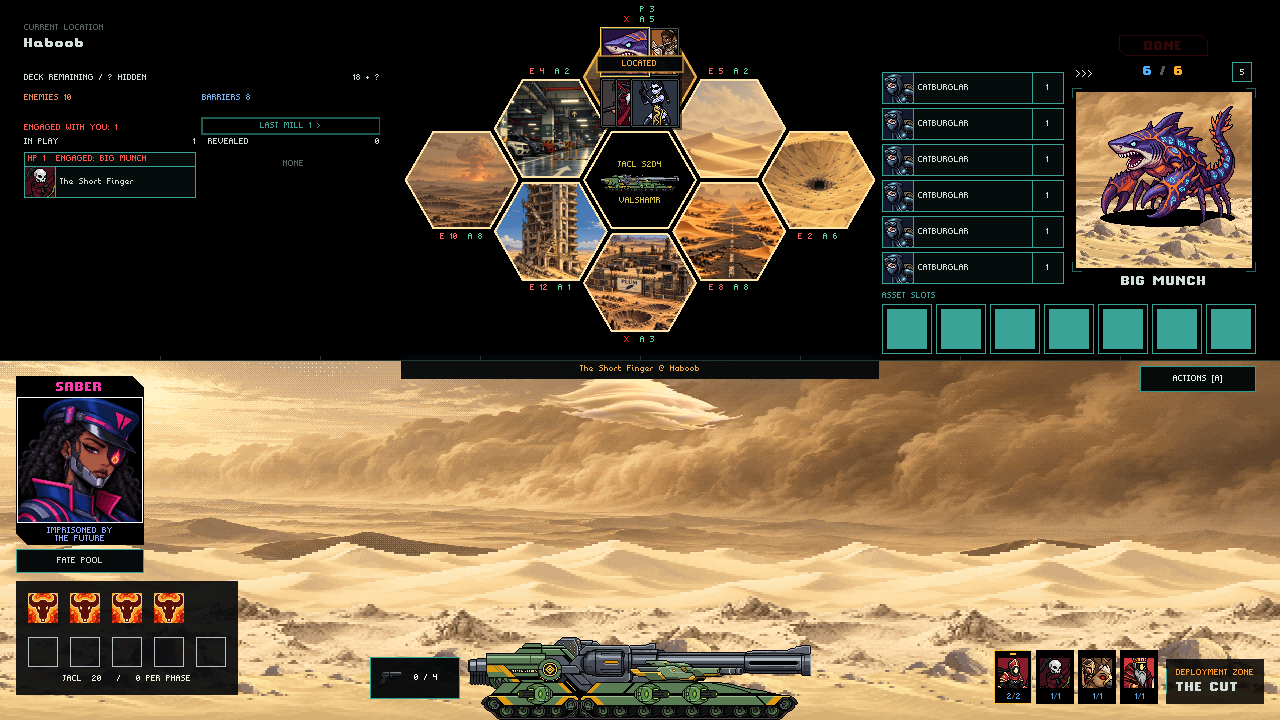 CURRENT LOCATION
Haboob
DECK REMAINING / ? HIDDEN 18 + ?
ENEMIES 10 BARRIERS 8
ENGAGED WITH YOU: 1
LAST MILL 1 >
IN PLAY 1 REVEALED 0
HP 1 ENGAGED: BIG MUNCH
NONE
The Short Finger
P 3
X A 5
LOCATED
E 4 A 2
E 5 A 2
JACL S2D4
VALSHAMR
E 10 A 8
E 2 A 6
E 12 A 1
E 8 A 8
PLUM
X A 3
DONE
>>> 6 / 6 5
CATBURGLAR 1
CATBURGLAR 1
CATBURGLAR 1
CATBURGLAR 1
CATBURGLAR 1
CATBURGLAR 1
BIG MUNCH
ASSET SLOTS
The Short Finger @ Haboob
ACTIONS [A]
SABER
IMPRISONED BY
THE FUTURE
FATE POOL
JACL 20 0 PER PHASE
0 / 4
2/2 1/1 1/1 1/1
DEPLOYMENT ZONE
THE CUT